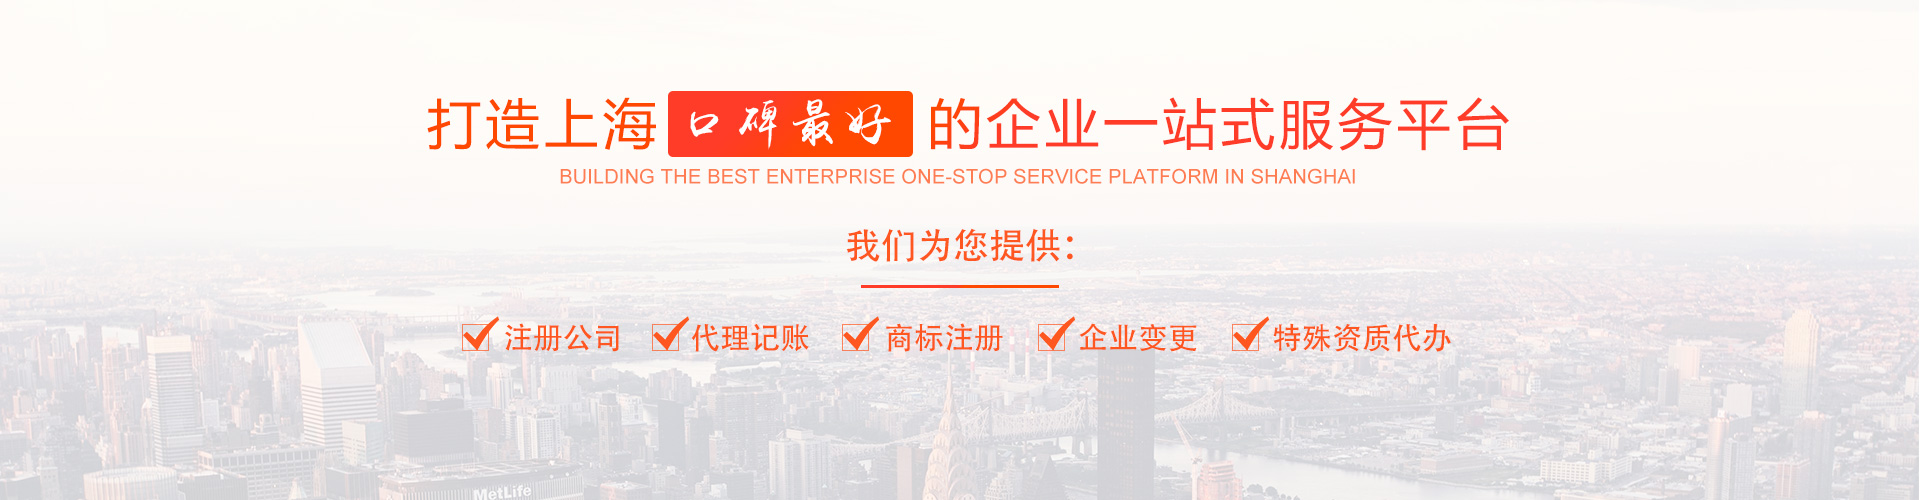 打造上海口碑最好的企业一站式服务平台
BUILDING THE BEST ENTERPRISE ONE-STOP SERVICE PLATFORM IN SHANGHAI
我们为您提供：
注册公司 代理记账 商标注册 企业变更 特殊资质代办
MetLife